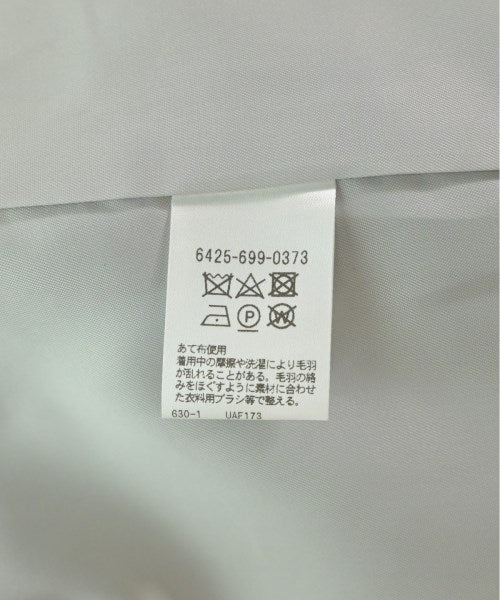 6425-699-0373
P W
あて布使用
着用中の摩擦や洗濯により毛羽
が乱れることがある。毛羽の絡
みをほぐすように素材に合わせ
た衣料用ブラシ等で整える。
630-1 UAF173